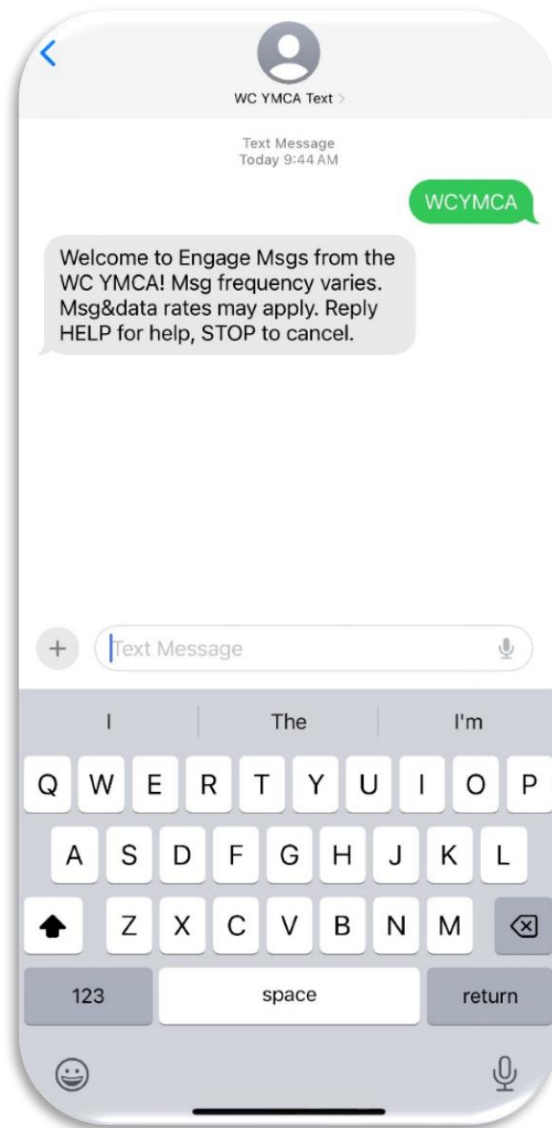 WC YMCA Text >
Text Message
Today 9:44 AM
WCYMCA
Welcome to Engage Msgs from the
WC YMCA! Msg frequency varies.
Msg&data rates may apply. Reply
HELP for help, STOP to cancel.
+ Text Message
I The I'm
Q W E R T Y U I O P
A S D F G H J K L
Z X C V B N M
123 space return